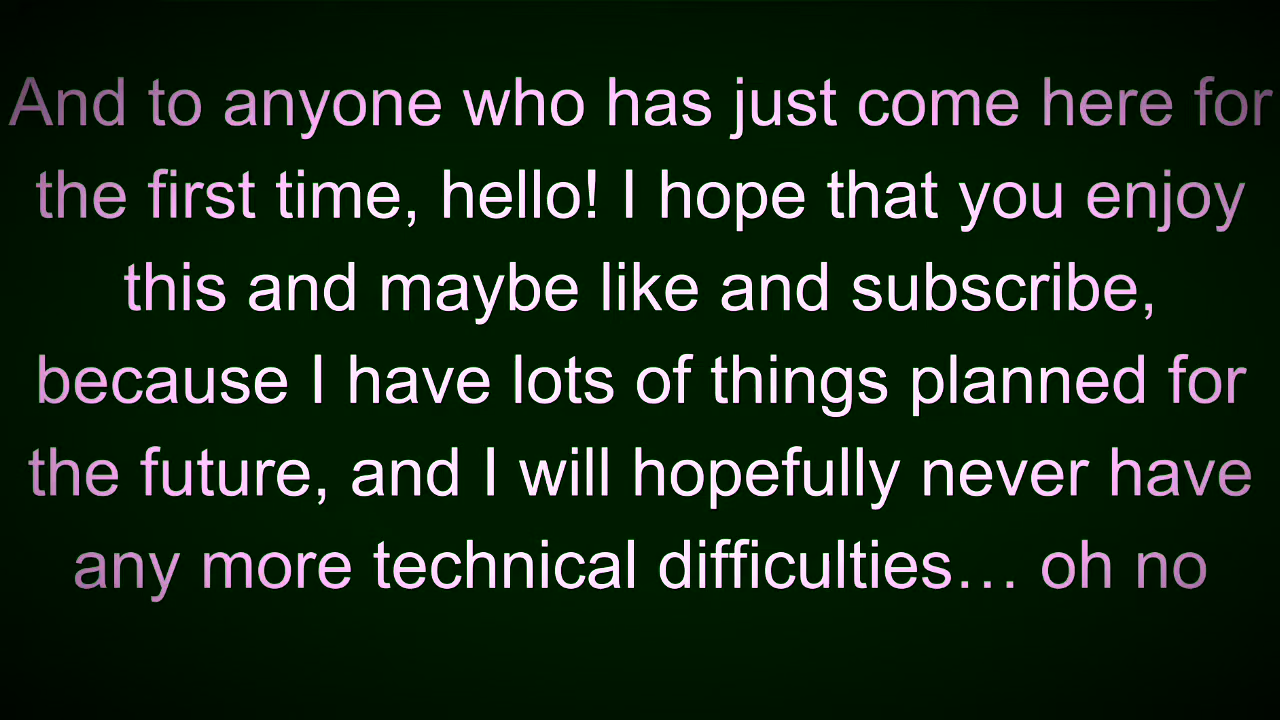 And to anyone who has just come here for
the first time, hello! I hope that you enjoy
this and maybe like and subscribe,
because I have lots of things planned for
the future, and I will hopefully never have
any more technical difficulties… oh no